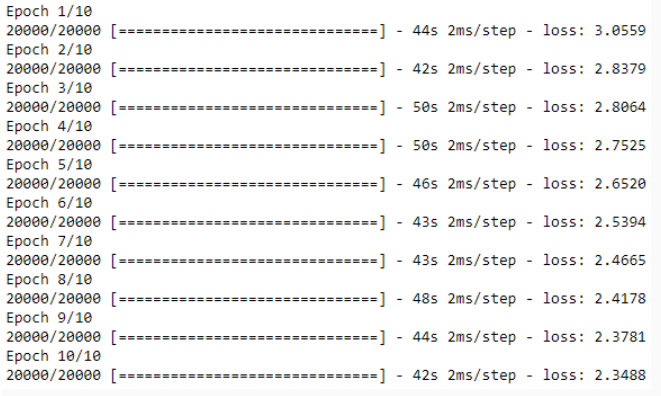 Epoch 1/10
20000/20000 [==============================] - 44s 2ms/step - loss: 3.0559
Epoch 2/10
20000/20000 [==============================] - 42s 2ms/step - loss: 2.8379
Epoch 3/10
20000/20000 [==============================] - 50s 2ms/step - loss: 2.8064
Epoch 4/10
20000/20000 [==============================] - 50s 2ms/step - loss: 2.7525
Epoch 5/10
20000/20000 [==============================] - 46s 2ms/step - loss: 2.6520
Epoch 6/10
20000/20000 [==============================] - 43s 2ms/step - loss: 2.5394
Epoch 7/10
20000/20000 [==============================] - 43s 2ms/step - loss: 2.4665
Epoch 8/10
20000/20000 [==============================] - 48s 2ms/step - loss: 2.4178
Epoch 9/10
20000/20000 [==============================] - 44s 2ms/step - loss: 2.3781
Epoch 10/10
20000/20000 [==============================] - 42s 2ms/step - loss: 2.3488